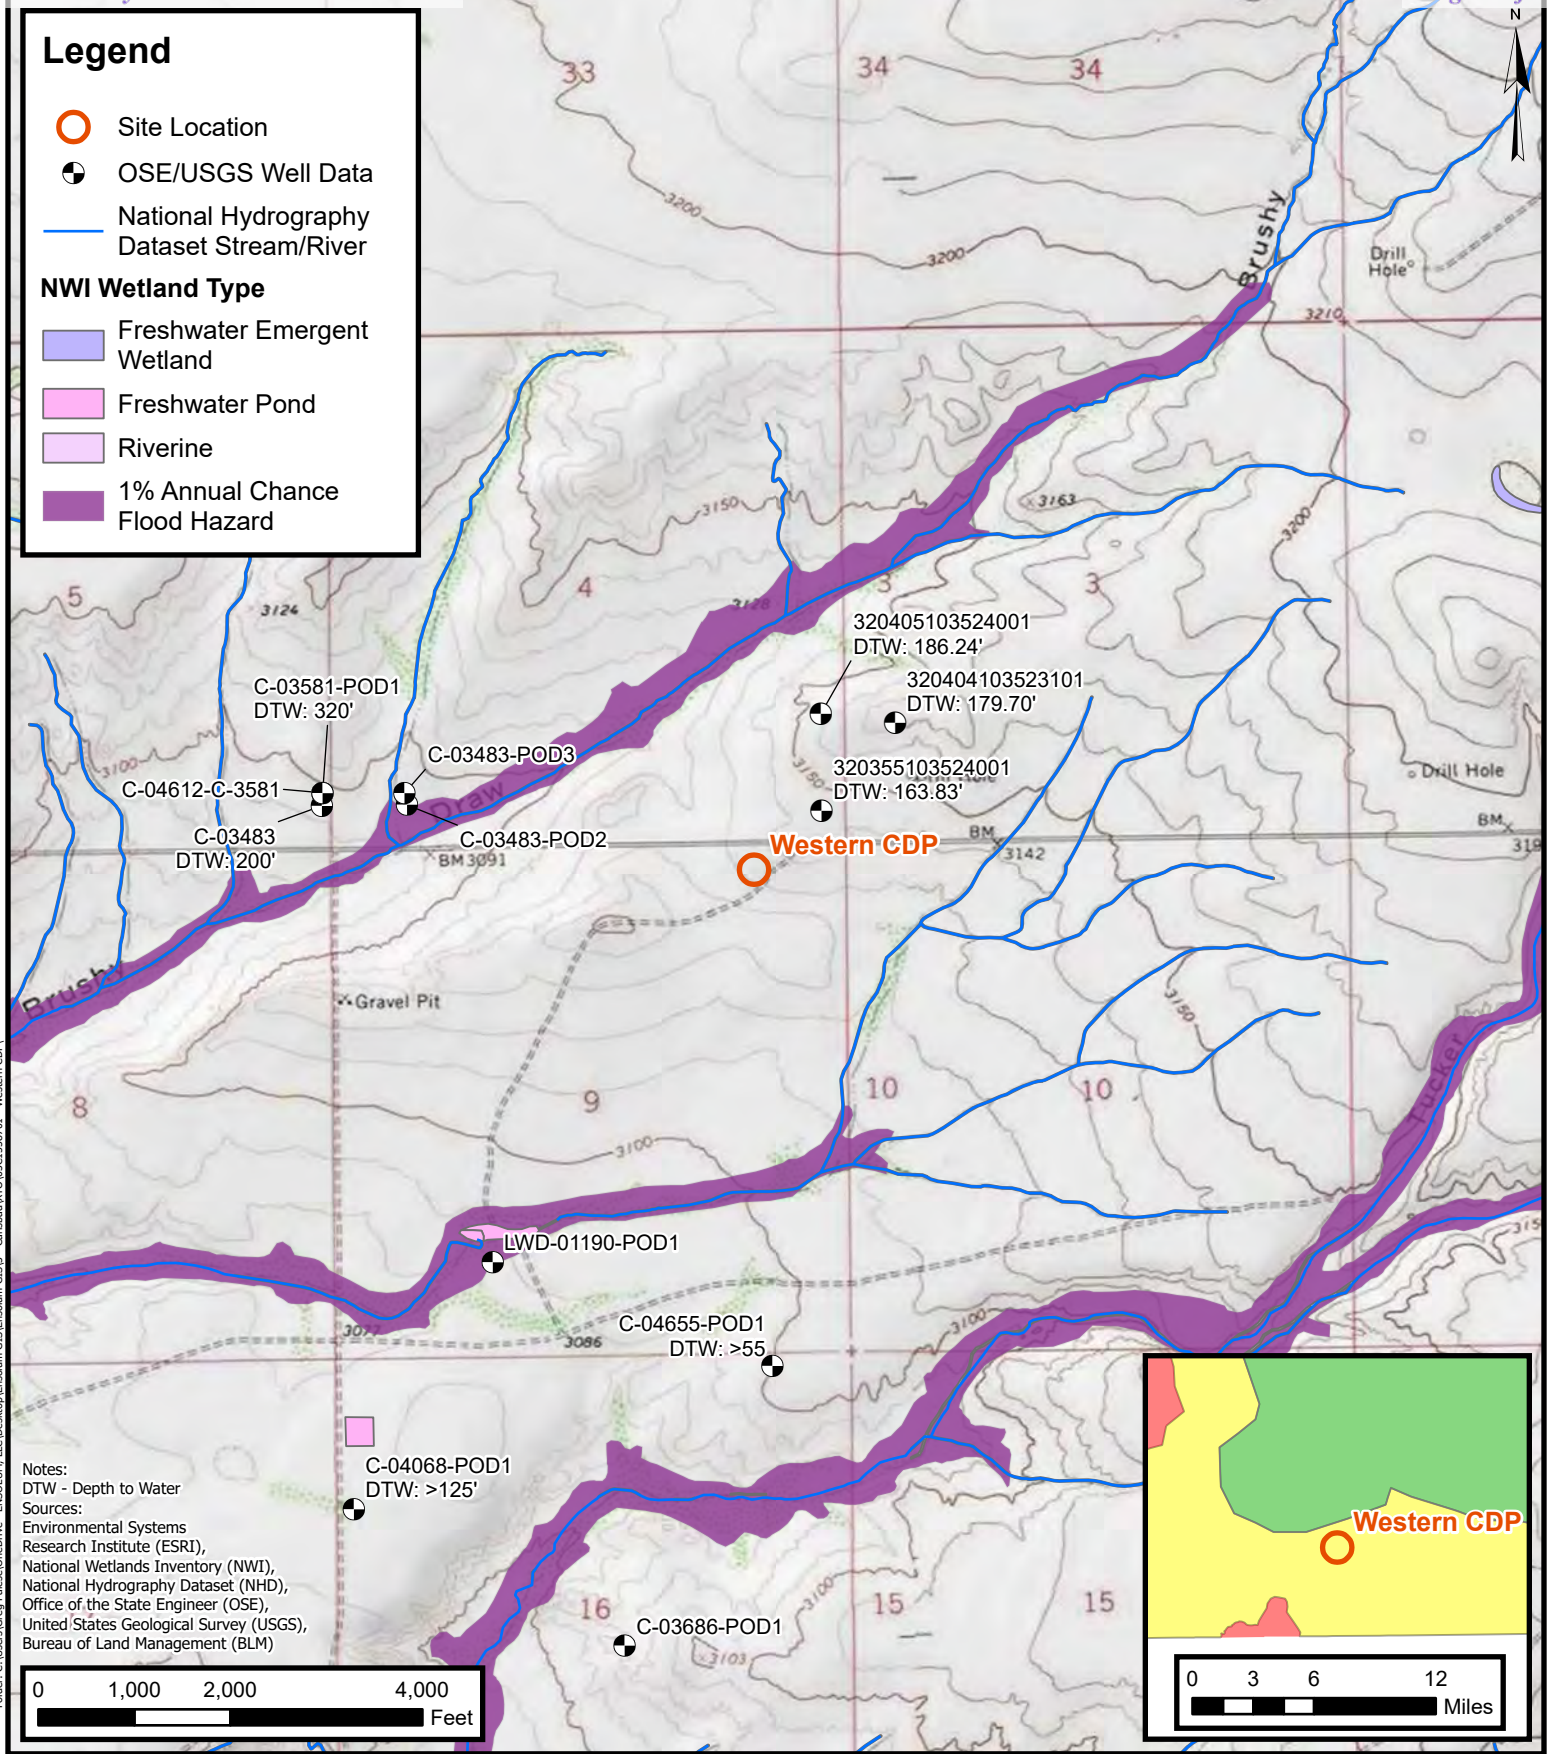 Legend
Site Location
OSE/USGS Well Data
National Hydrography
Dataset Stream/River
NWI Wetland Type
Freshwater Emergent
Wetland
Freshwater Pond
Riverine
1% Annual Chance
Flood Hazard
N
33
34
34
3200
3200
Brushy
Drill
Hole
3210
3150
3163
3200
5
4
3
3
3124
3128
320405103524001
DTW: 186.24'
320404103523101
DTW: 179.70'
C-03581-POD1
DTW: 320'
C-03483-POD3
3100
3150
320355103524001
DTW: 163.83'
Drill Hole
C-04612-C-3581
Draw
C-03483
DTW: 200'
C-03483-POD2
BM3091
Western CDP
BM
3142
BM
319
Brushy
Gravel Pit
3150
Tucker
8
9
10
10
3100
LWD-01190-POD1
3077
3086
C-04655-POD1
DTW: >55
3100
315
C-04068-POD1
DTW: >125'
Notes:
DTW - Depth to Water
Sources:
Environmental Systems
Research Institute (ESRI),
National Wetlands Inventory (NWI),
National Hydrography Dataset (NHD),
Office of the State Engineer (OSE),
United States Geological Survey (USGS),
Bureau of Land Management (BLM)
3100
16
15
15
C-03686-POD1
3103
Western CDP
0 1,000 2,000 4,000
Feet
0 3 6 12
Miles